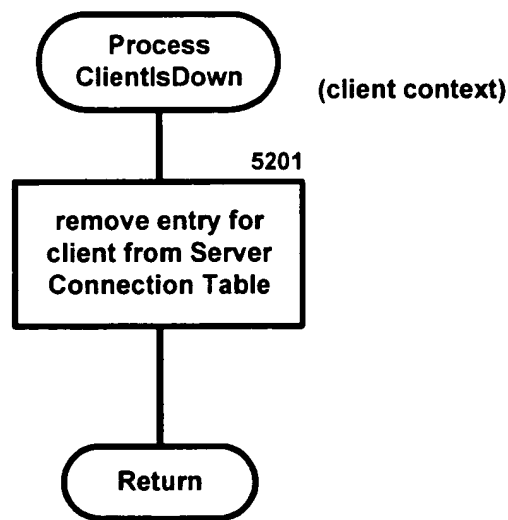 Process
ClientIsDown
(client context)
5201
remove entry for
client from Server
Connection Table
Return